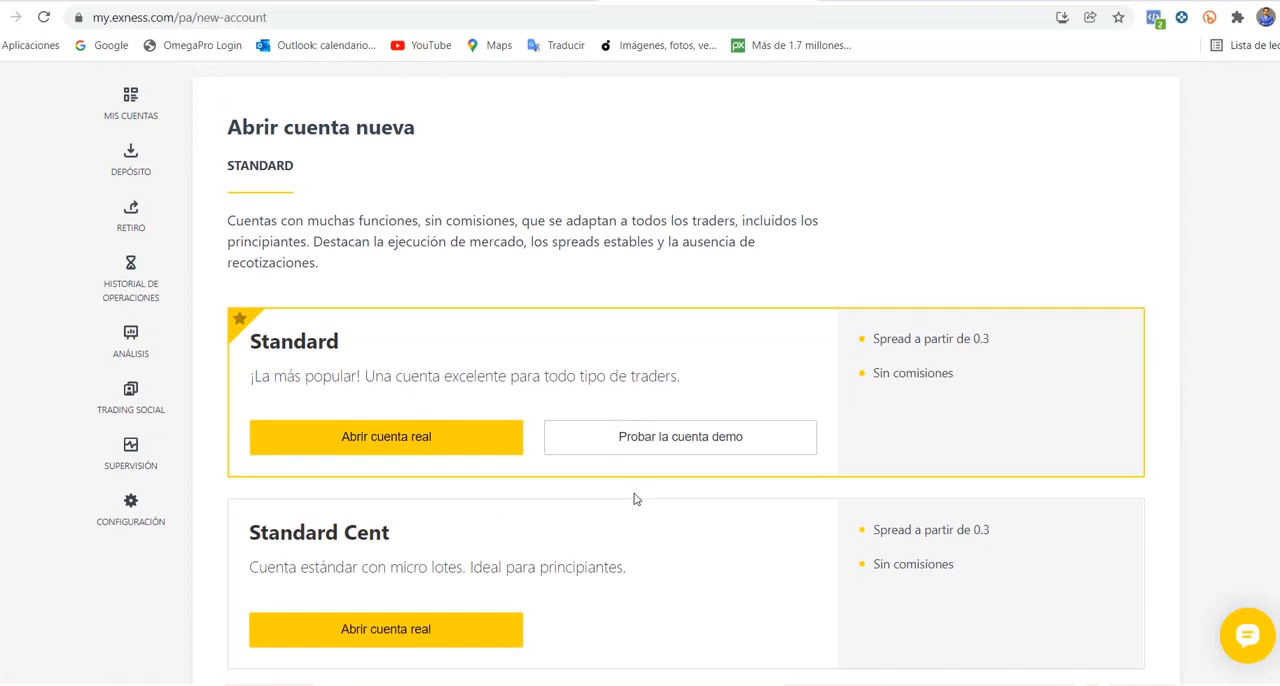 my.exness.com/pa/new-account
2
Aplicaciones Google OmegaPro Login Outlook: calendario... YouTube Maps Traducir Imágenes, fotos, ve... px Más de 1.7 millones... Lista de lec
MIS CUENTAS
DEPÓSITO
RETIRO
HISTORIAL DE
OPERACIONES
ANÁLISIS
TRADING SOCIAL
SUPERVISIÓN
CONFIGURACIÓN
Abrir cuenta nueva
STANDARD
Cuentas con muchas funciones, sin comisiones, que se adaptan a todos los traders, incluidos los
principiantes. Destacan la ejecución de mercado, los spreads estables y la ausencia de
recotizaciones.
Standard
¡La más popular! Una cuenta excelente para todo tipo de traders.
Abrir cuenta real Probar la cuenta demo
Spread a partir de 0.3
Sin comisiones
Standard Cent
Cuenta estándar con micro lotes. Ideal para principiantes.
Abrir cuenta real
Spread a partir de 0.3
Sin comisiones